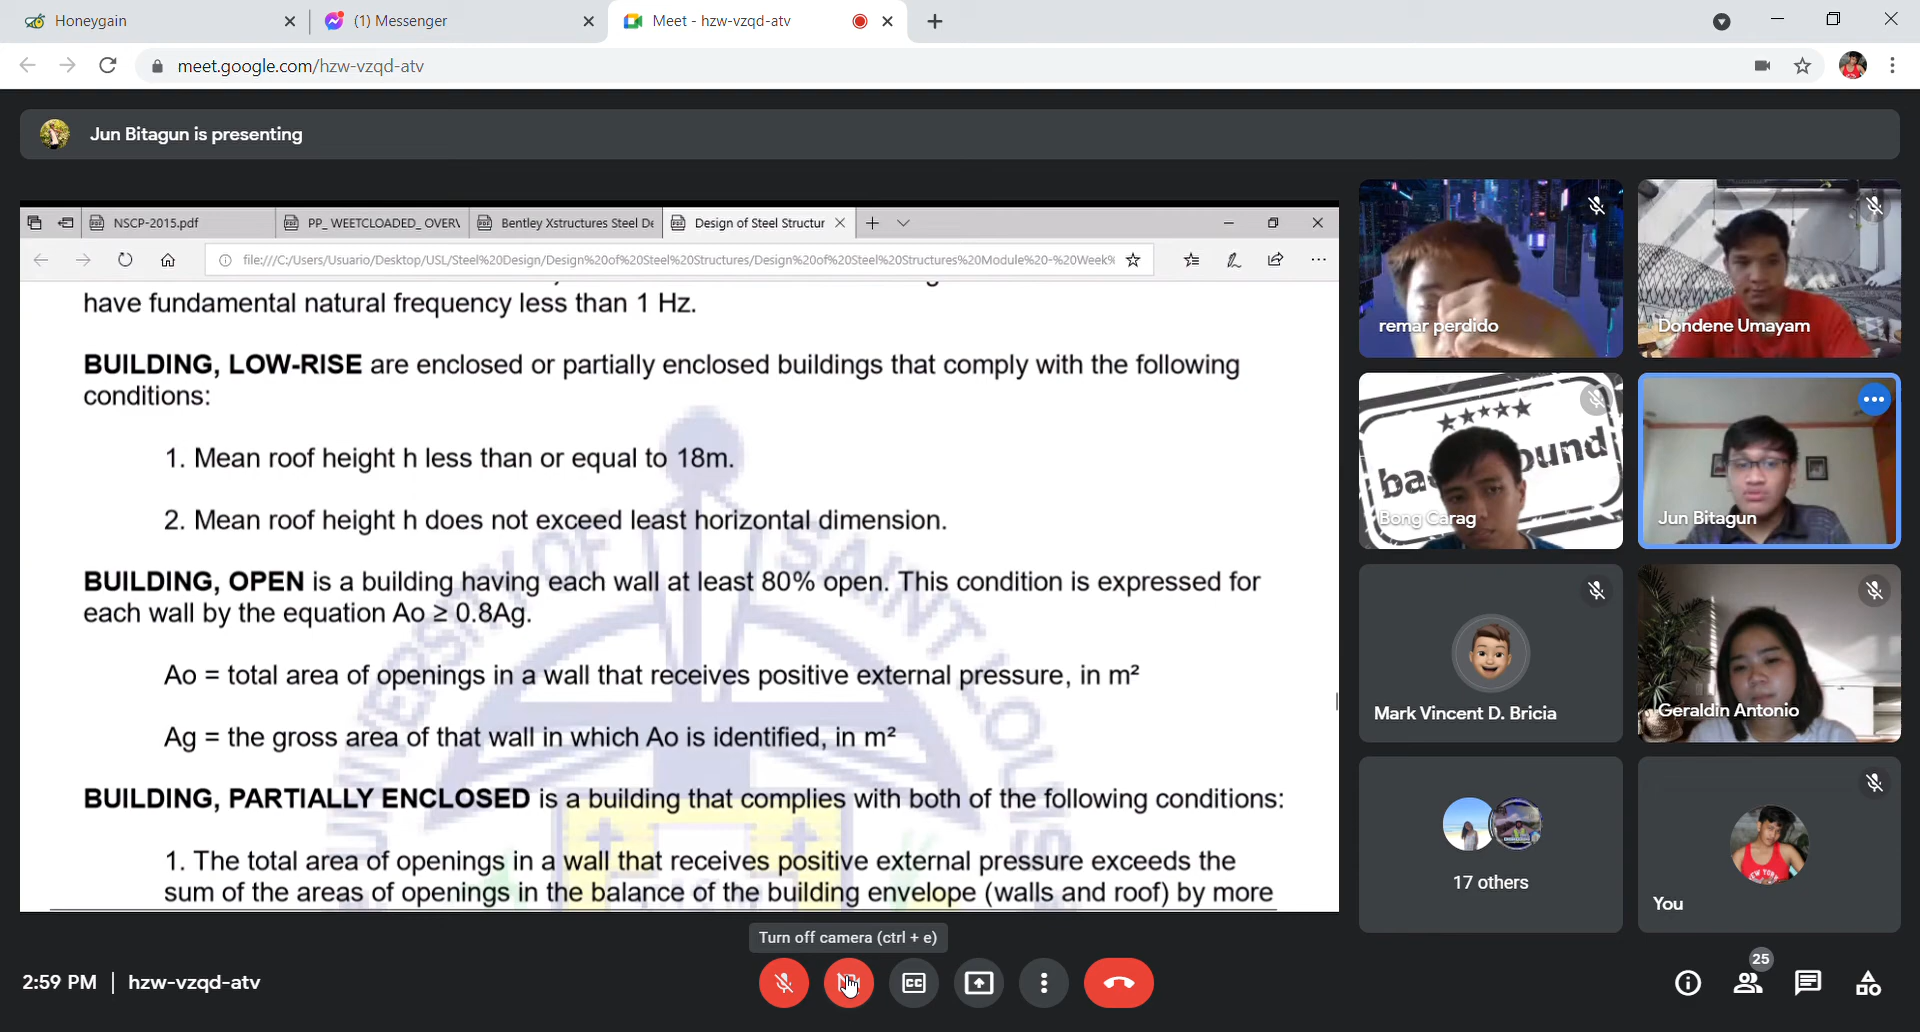 Honeygain
(1) Messenger
Meet - hzw-vzqd-atv
meet.google.com/hzw-vzqd-atv
Jun Bitagun is presenting
NSCP-2015.pdf
PP_ WEETCLOADED_ OVERV
Bentley Xstructures Steel De
Design of Steel Structur
file:///C:/Users/Usuario/Desktop/USL/Steel%20Design/Design%20of%20Steel%20Structures/Design%20of%20Steel%20Structures%20Module%20-%20Week%
have fundamental natural frequency less than 1 Hz.
BUILDING, LOW-RISE are enclosed or partially enclosed buildings that comply with the following
conditions:
1. Mean roof height h less than or equal to 18m.
2. Mean roof height h does not exceed least horizontal dimension.
BUILDING, OPEN is a building having each wall at least 80% open. This condition is expressed for
each wall by the equation Ao ≥ 0.8Ag.
Ao = total area of openings in a wall that receives positive external pressure, in m²
Ag = the gross area of that wall in which Ao is identified, in m²
BUILDING, PARTIALLY ENCLOSED is a building that complies with both of the following conditions:
1. The total area of openings in a wall that receives positive external pressure exceeds the
sum of the areas of openings in the balance of the building envelope (walls and roof) by more
UNIVERSITY OF SAINT LOUIS
remar perdido
Dondene Umayam
Bong Carag
Jun Bitagun
Mark Vincent D. Bricia
Geraldin Antonio
17 others
You
Turn off camera (ctrl + e)
2:59 PM | hzw-vzqd-atv
CC
25